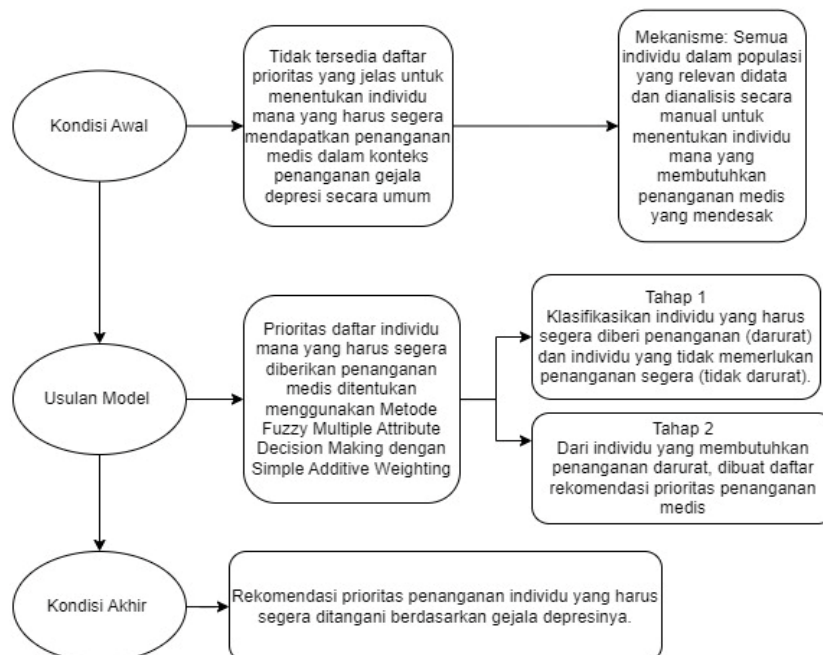 Kondisi Awal
Tidak tersedia daftar
prioritas yang jelas untuk
menentukan individu
mana yang harus segera
mendapatkan penanganan
medis dalam konteks
penanganan gejala
depresi secara umum
Mekanisme: Semua
individu dalam populasi
yang relevan didata
dan dianalisis secara
manual untuk
menentukan individu
mana yang
membutuhkan
penanganan medis
yang mendesak
Usulan Model
Prioritas daftar individu
mana yang harus segera
diberikan penanganan
medis ditentukan
menggunakan Metode
Fuzzy Multiple Attribute
Decision Making dengan
Simple Additive Weighting
Tahap 1
Klasifikasikan individu yang harus
segera diberi penanganan (darurat)
dan individu yang tidak memerlukan
penanganan segera (tidak darurat).
Tahap 2
Dari individu yang membutuhkan
penanganan darurat, dibuat daftar
rekomendasi prioritas penanganan
medis
Kondisi Akhir
Rekomendasi prioritas penanganan individu yang harus
segera ditangani berdasarkan gejala depresinya.